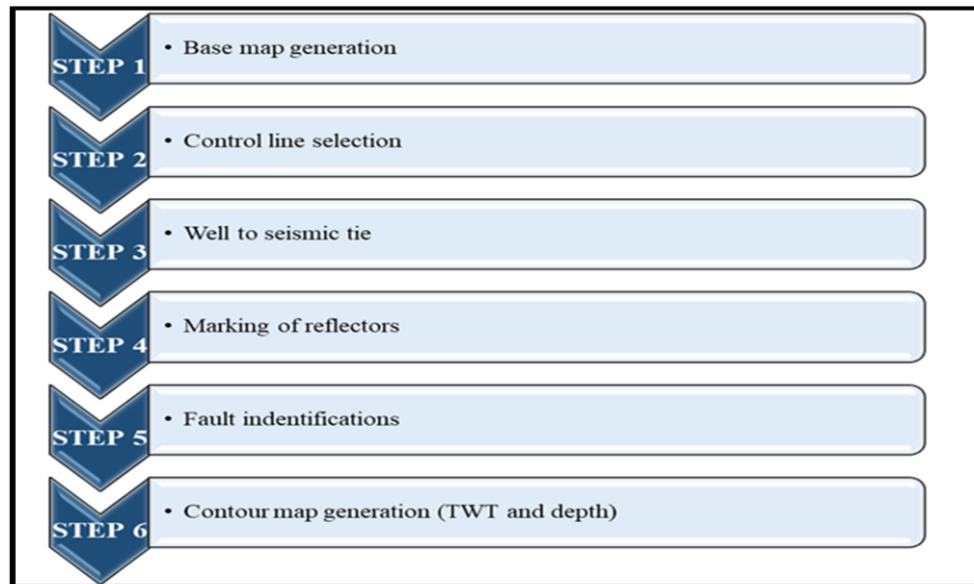 STEP 1
• Base map generation
STEP 2
• Control line selection
STEP 3
• Well to seismic tie
STEP 4
• Marking of reflectors
STEP 5
• Fault indentifications
STEP 6
• Contour map generation (TWT and depth)